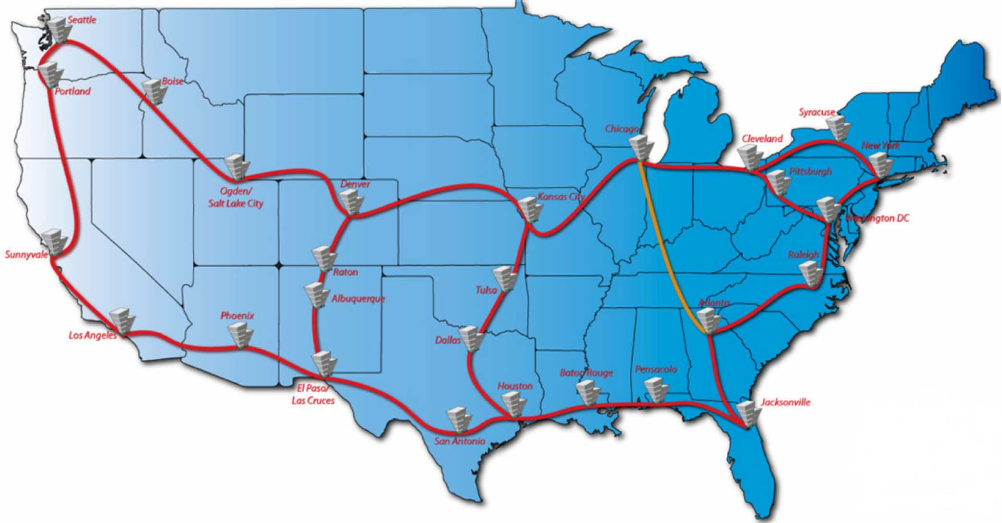 Seattle
Portland
Boise
Ogden/
Salt Lake City
Denver
Kansas City
Chicago
Cleveland
Syracuse
New York
Pittsburgh
Washington DC
Raleigh
Atlanta
Sunnyvale
Los Angeles
Phoenix
Raton
Albuquerque
El Paso/
Las Cruces
Tulsa
Dallas
Houston
San Antonio
Baton Rouge
Pensacola
Jacksonville